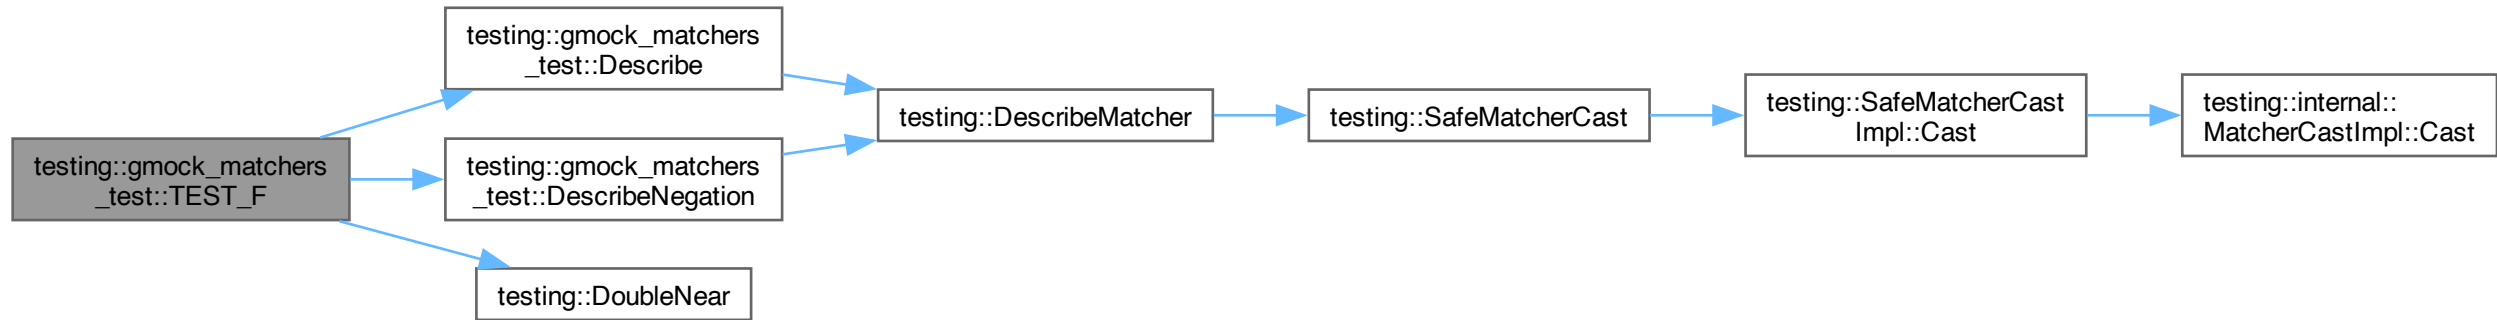 testing::gmock_matchers
_test::TEST_F
testing::gmock_matchers
_test::Describe
testing::gmock_matchers
_test::DescribeNegation
testing::DoubleNear
testing::DescribeMatcher
testing::SafeMatcherCast
testing::SafeMatcherCast
Impl::Cast
testing::internal::
MatcherCastImpl::Cast